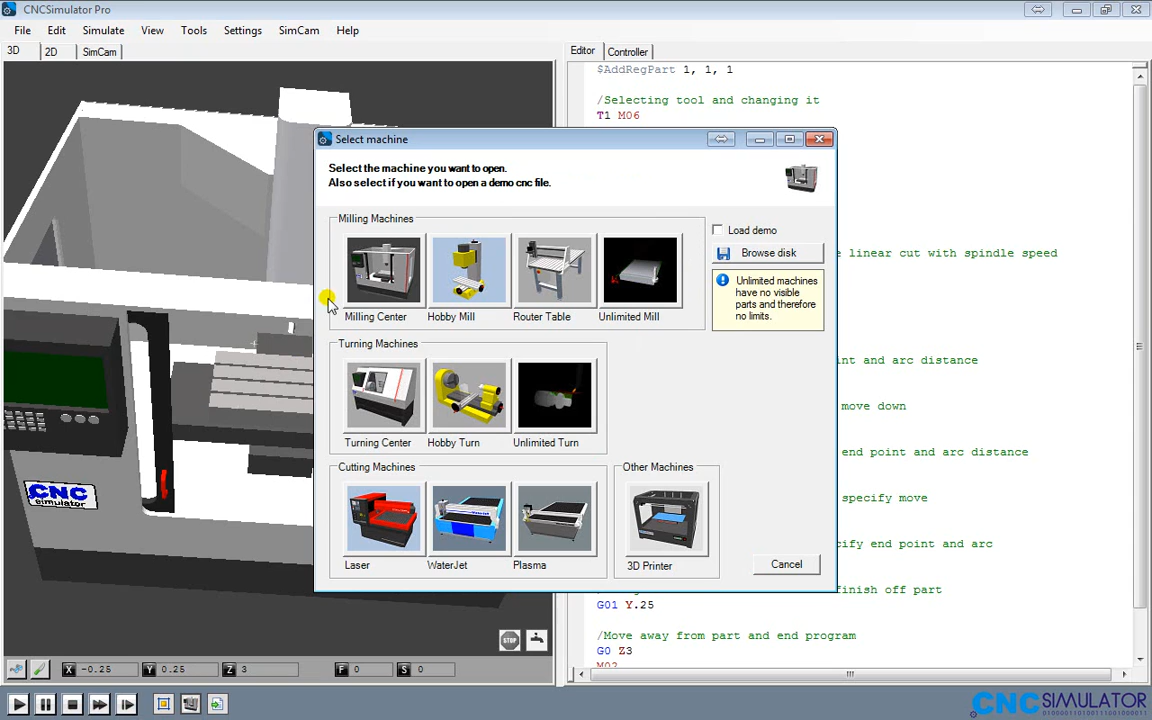 CNCSimulator Pro
File Edit Simulate View Tools Settings SimCam Help
3D 2D SimCam
Editor Controller
$AddRegPart 1, 1, 1
/Selecting tool and changing it
T1 M06
Select machine
Select the machine you want to open.
Also select if you want to open a demo cnc file.
Milling Machines
Load demo
Browse disk
e linear cut with spindle speed
Unlimited machines
have no visible
parts and therefore
no limits.
Milling Center Hobby Mill Router Table Unlimited Mill
Turning Machines
int and arc distance
move down
Turning Center Hobby Turn Unlimited Turn
end point and arc distance
Cutting Machines Other Machines
specify move
CNC
simulator
cify end point and arc
Laser WaterJet Plasma 3D Printer
Cancel
finish off part
G01 Y.25
/Move away from part and end program
G0 Z3
M02
STOP
X -0.25 Y 0.25 Z 3 F 0 S 0
CNCSIMULATOR